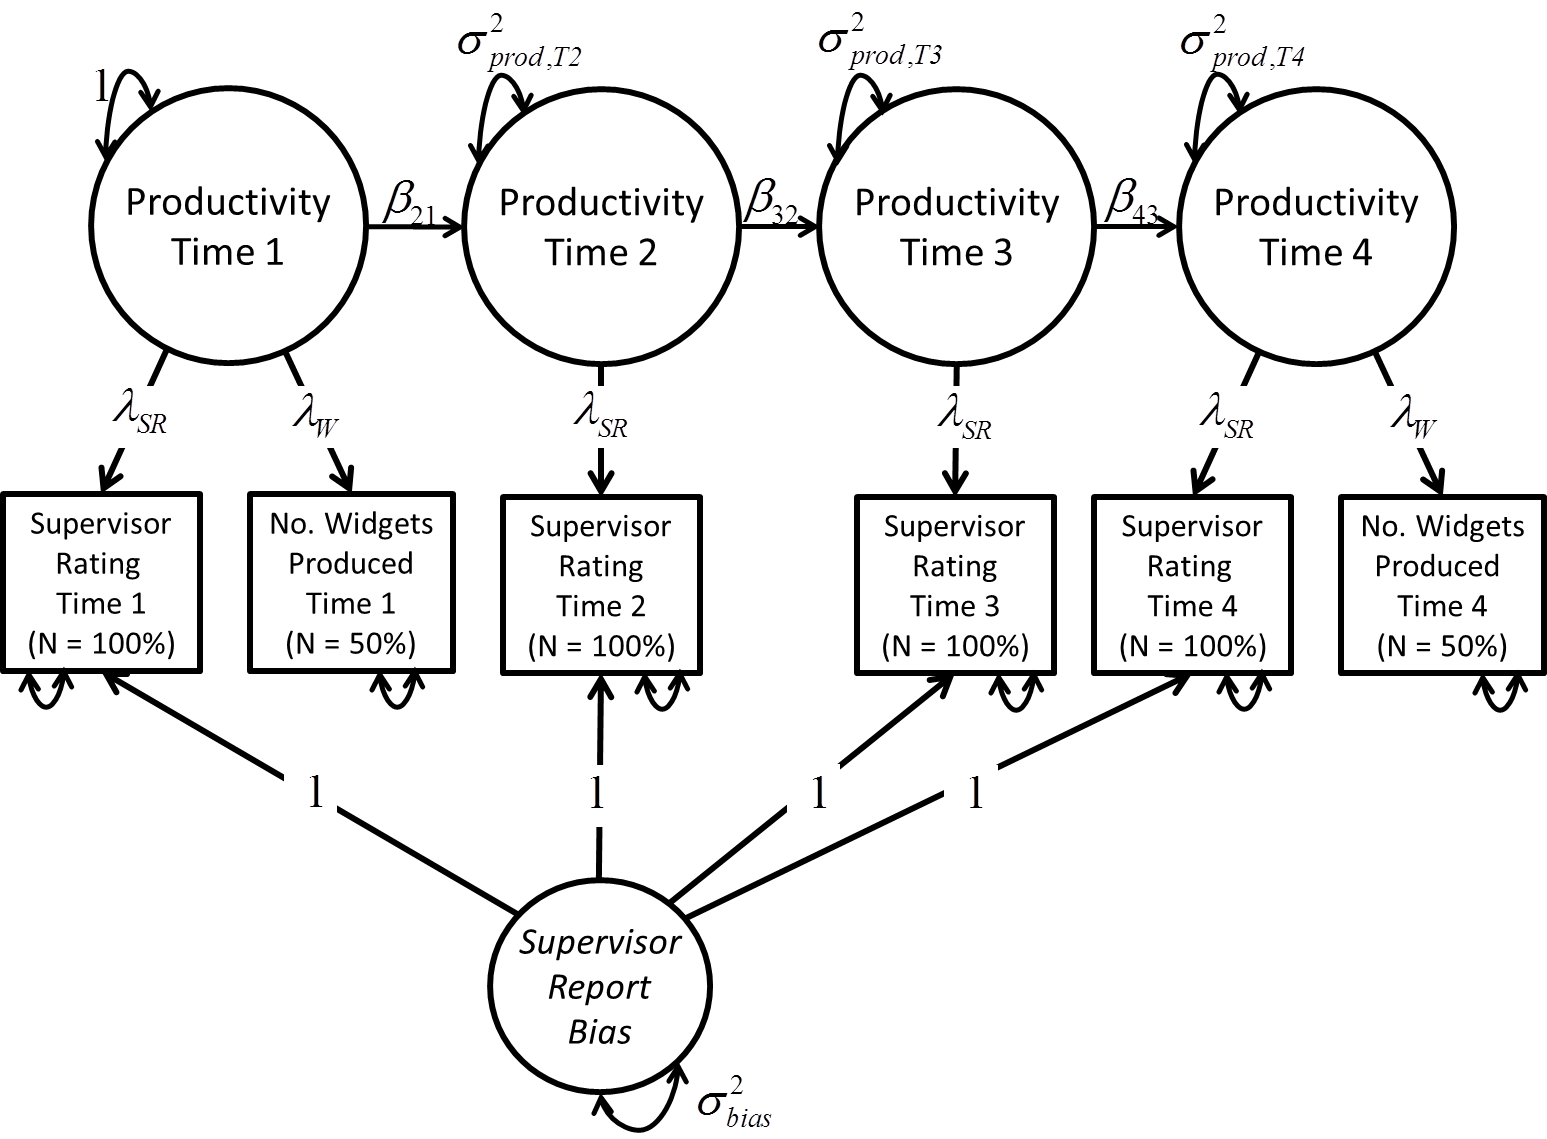 1
σ²prod,T2
σ²prod,T3
σ²prod,T4
Productivity
Time 1
β21
Productivity
Time 2
β32
Productivity
Time 3
β43
Productivity
Time 4
λSR
λW
λSR
λSR
λSR
λW
Supervisor
Rating
Time 1
(N = 100%)
No. Widgets
Produced
Time 1
(N = 50%)
Supervisor
Rating
Time 2
(N = 100%)
Supervisor
Rating
Time 3
(N = 100%)
Supervisor
Rating
Time 4
(N = 100%)
No. Widgets
Produced
Time 4
(N = 50%)
1
1
1
1
Supervisor
Report
Bias
σ²bias